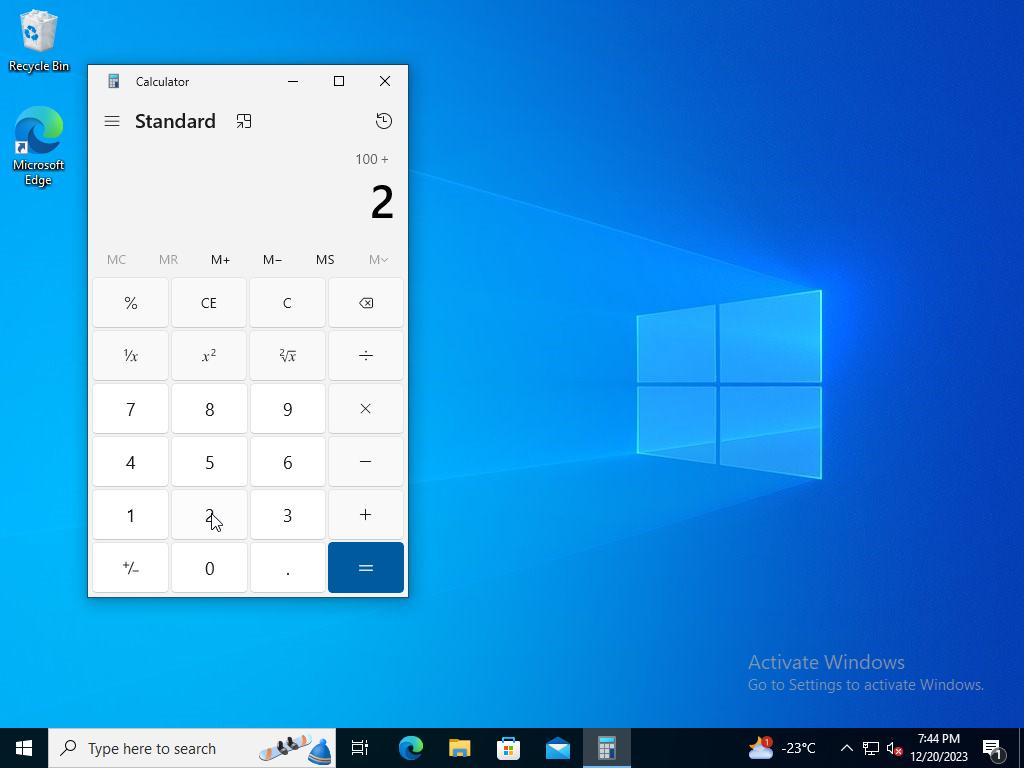 Recycle Bin
Microsoft
Edge
Calculator
Standard
100 +
2
MC MR M+ M− MS M
% CE C
¹/x x² ²√x ÷
7 8 9 ×
4 5 6 −
1 2 3 +
+/− 0 . =
Activate Windows
Go to Settings to activate Windows.
Type here to search
1
-23°C
7:44 PM
12/20/2023
1